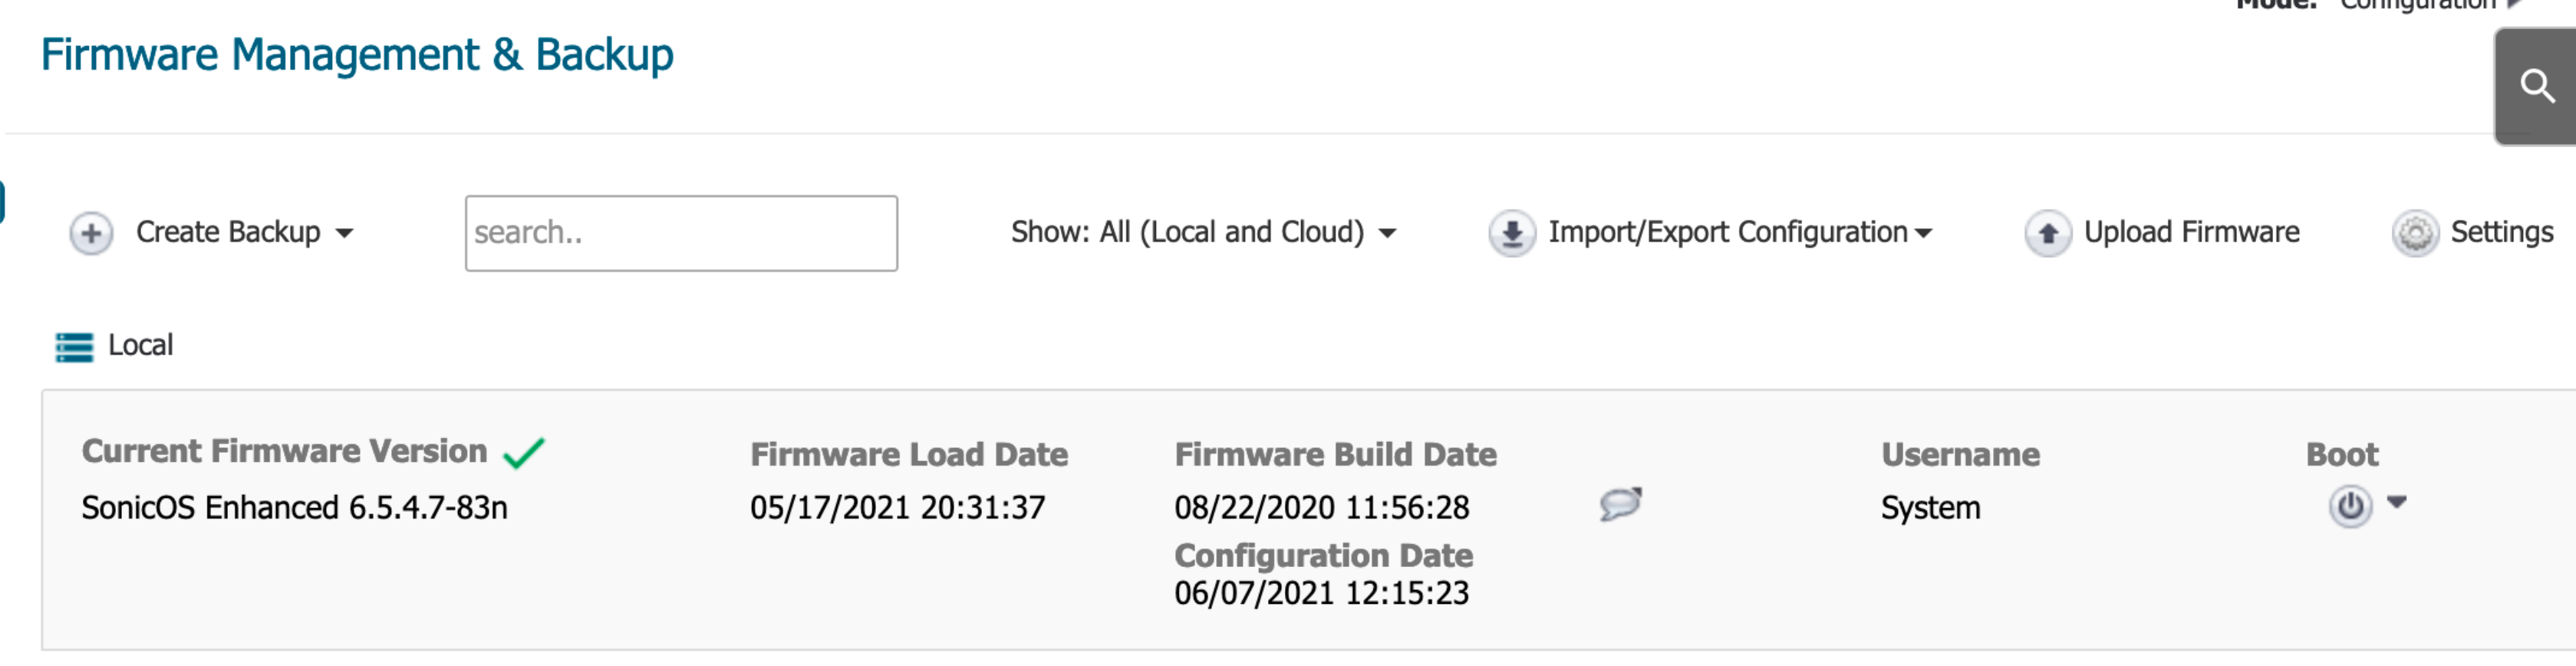 Mode: Configuration
Firmware Management & Backup
Create Backup
search..
Show: All (Local and Cloud)
Import/Export Configuration
Upload Firmware
Settings
Local
Current Firmware Version
Firmware Load Date
Firmware Build Date
Username
Boot
SonicOS Enhanced 6.5.4.7-83n
05/17/2021 20:31:37
08/22/2020 11:56:28
System
Configuration Date
06/07/2021 12:15:23